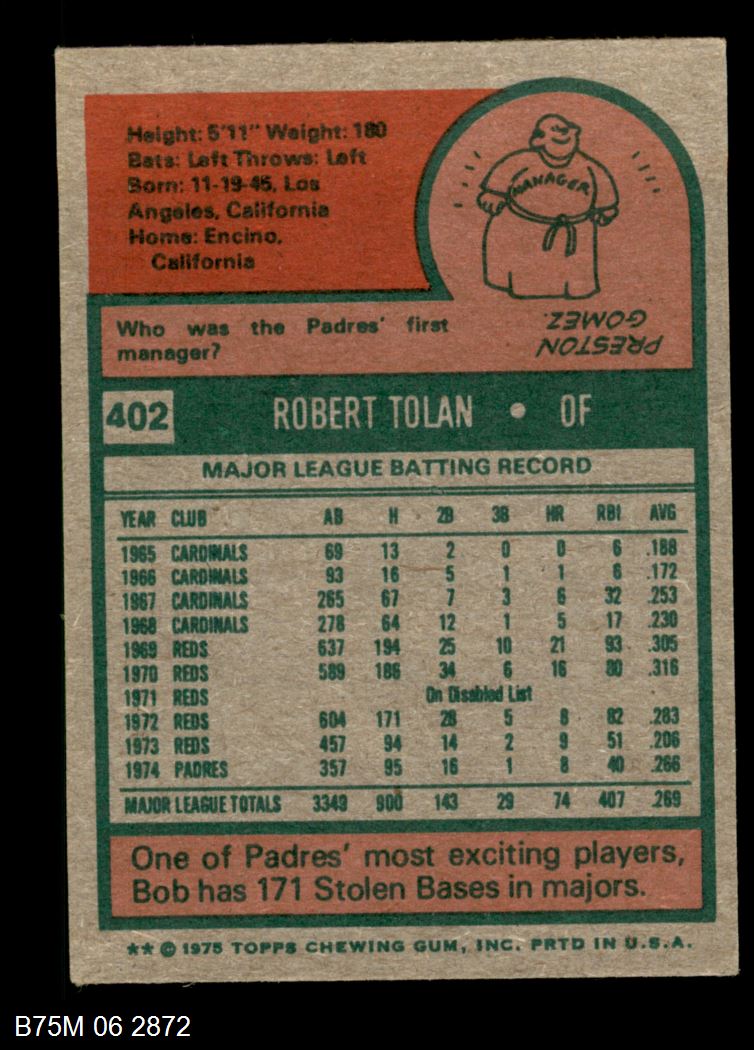 Height: 5'11" Weight: 180
Bats: Left Throws: Left
Born: 11-19-45, Los
Angeles, California
Home: Encino,
California
MANAGER
Who was the Padres' first
manager?
PRESTON
GOMEZ.
402 ROBERT TOLAN • OF
MAJOR LEAGUE BATTING RECORD
YEAR CLUB AB H 2B 3B HR RBI AVG
1965 CARDINALS 69 13 2 0 0 6 .188
1966 CARDINALS 93 16 5 1 1 6 .172
1967 CARDINALS 265 67 7 3 6 32 .253
1968 CARDINALS 278 64 12 1 5 17 .230
1969 REDS 637 194 25 10 21 93 .305
1970 REDS 589 186 34 6 16 80 .316
1971 REDS On Disabled List
1972 REDS 604 171 28 5 8 82 .283
1973 REDS 457 94 14 2 9 51 .206
1974 PADRES 357 95 16 1 8 40 .266
MAJOR LEAGUE TOTALS 3349 900 143 29 74 407 .269
One of Padres' most exciting players,
Bob has 171 Stolen Bases in majors.
** © 1975 TOPPS CHEWING GUM, INC. PRTD IN U.S.A.
B75M 06 2872